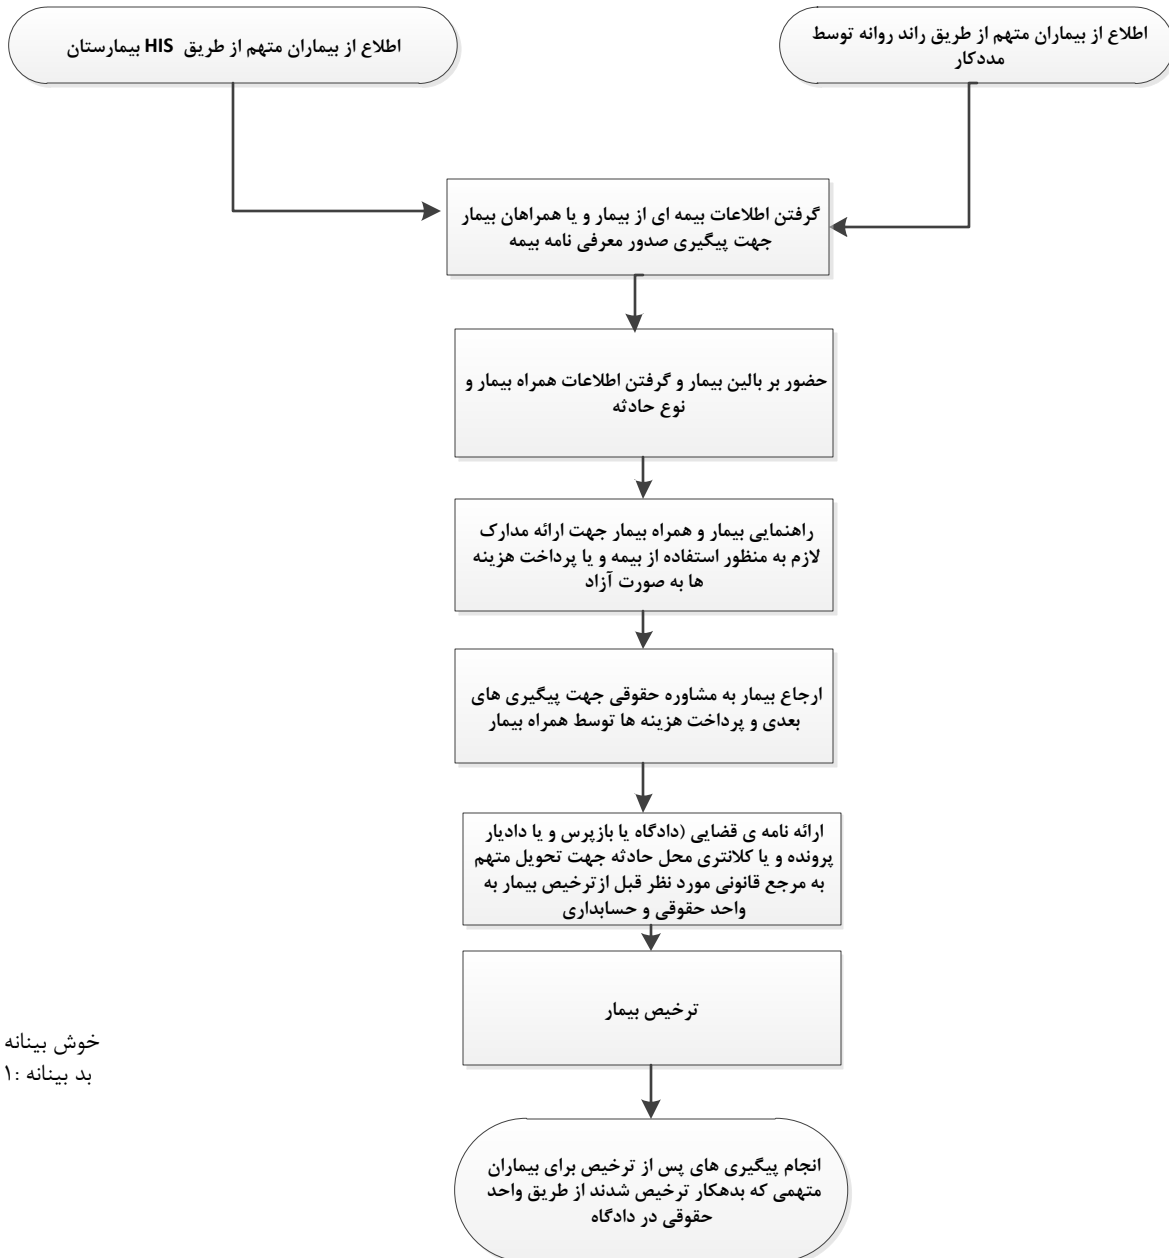 اطلاع از بیماران متهم از طریق راند روانه توسط
مددکار
اطلاع از بیماران متهم از طریق HIS بیمارستان
گرفتن اطلاعات بیمه ای از بیمار و یا همراهان بیمار
جهت پیگیری صدور معرفی نامه بیمه
حضور بر بالین بیمار و گرفتن اطلاعات همراه بیمار و
نوع حادثه
راهنمایی بیمار و همراه بیمار جهت ارائه مدارک
لازم به منظور استفاده از بیمه و یا پرداخت هزینه
ها به صورت آزاد
ارجاع بیمار به مشاوره حقوقی جهت پیگیری های
بعدی و پرداخت هزینه ها توسط همراه بیمار
ارائه نامه ی قضایی (دادگاه یا بازپرس و یا دادیار
پرونده و یا کلانتری محل حادثه جهت تحویل متهم
به مرجع قانونی مورد نظر قبل ازترخیص بیمار به
واحد حقوقی و حسابداری
ترخیص بیمار
خوش بینانه
بد بینانه :۱
انجام پیگیری های پس از ترخیص برای بیماران
متهمی که بدهکار ترخیص شدند از طریق واحد
حقوقی در دادگاه